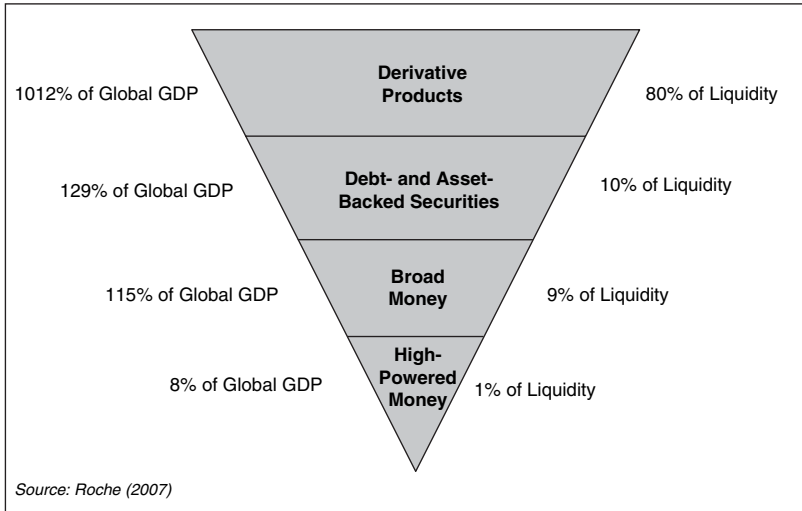 Derivative
Products
1012% of Global GDP
80% of Liquidity
Debt- and Asset-
Backed Securities
129% of Global GDP
10% of Liquidity
Broad
Money
115% of Global GDP
9% of Liquidity
High-
Powered
Money
8% of Global GDP
1% of Liquidity
Source: Roche (2007)